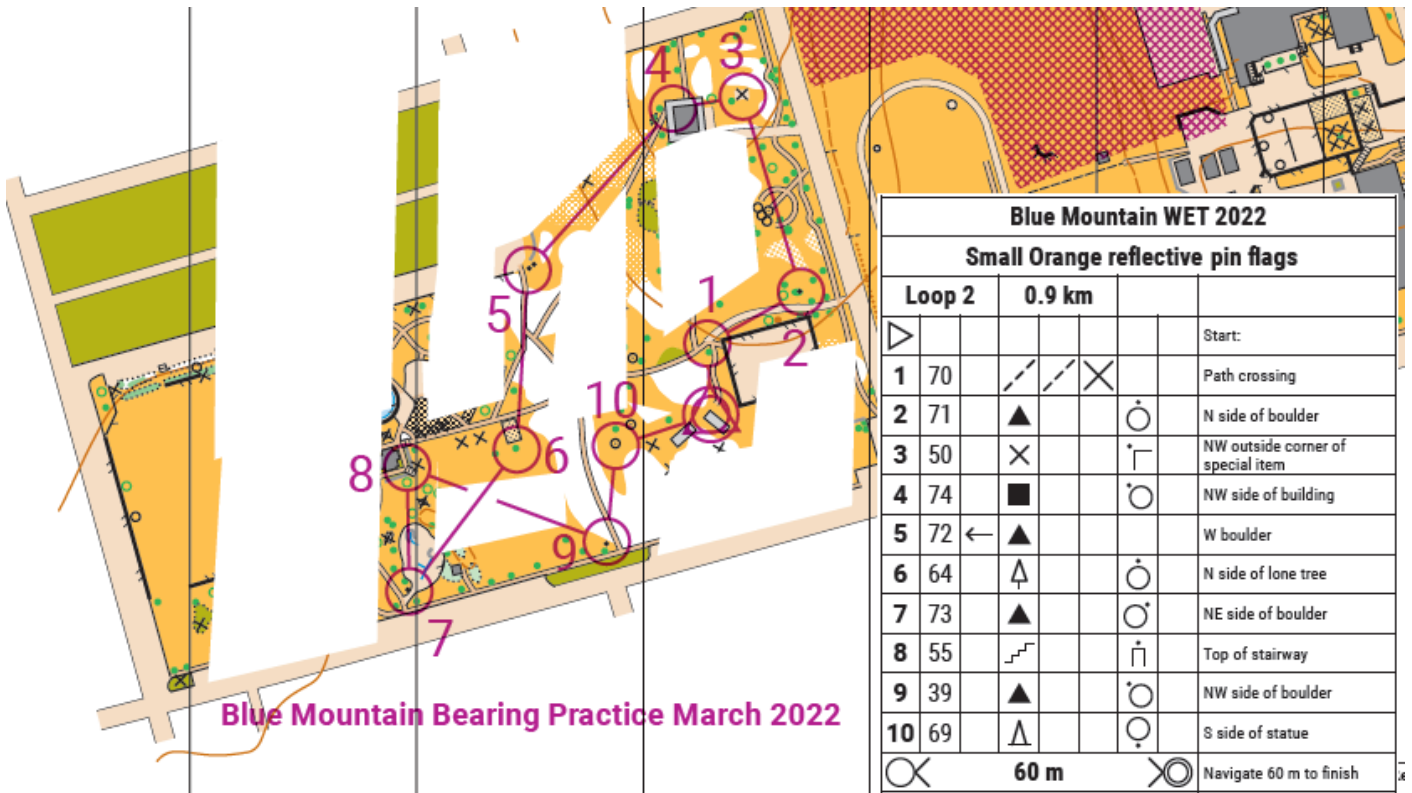 4
3
5
1
2
10
6
8
9
7
Blue Mountain Bearing Practice March 2022
Blue Mountain WET 2022
Small Orange reflective pin flags
Loop 2 0.9 km
Start:
1 70 Path crossing
2 71 N side of boulder
3 50 NW outside corner of
special item
4 74 NW side of building
5 72 W boulder
6 64 N side of lone tree
7 73 NE side of boulder
8 55 Top of stairway
9 39 NW side of boulder
10 69 S side of statue
60 m Navigate 60 m to finish